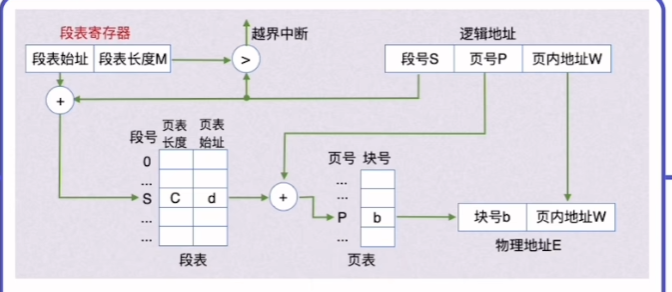 段表寄存器
越界中断
逻辑地址
段表始址 段表长度M
>
段号S 页号P 页内地址W
+
段号 页表长度 页表始址
页号 块号
0
...
...
...
S C d
+
P b
块号b 页内地址W
...
...
...
物理地址E
段表
页表